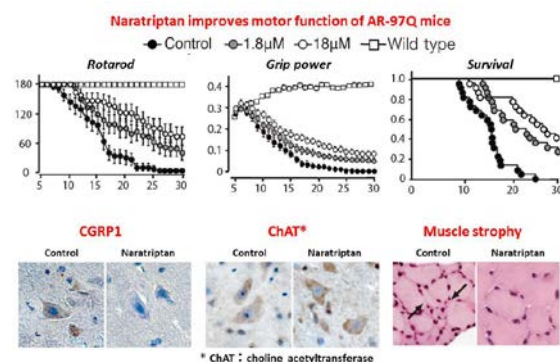 Naratriptan improves motor function of AR-97Q mice
Control 1.8μM 18μM Wild type
Rotarod
180
120
60
0
5 10 15 20 25 30
Grip power
0.4
0.3
0.2
0.1
0
5 10 15 20 25 30
Survival
1.0
0.8
0.6
0.4
0.2
0
0 10 20 30
CGRP1
Control Naratriptan
ChAT*
Control Naratriptan
Muscle strophy
Control Naratriptan
* ChAT : choline acetyltransferase